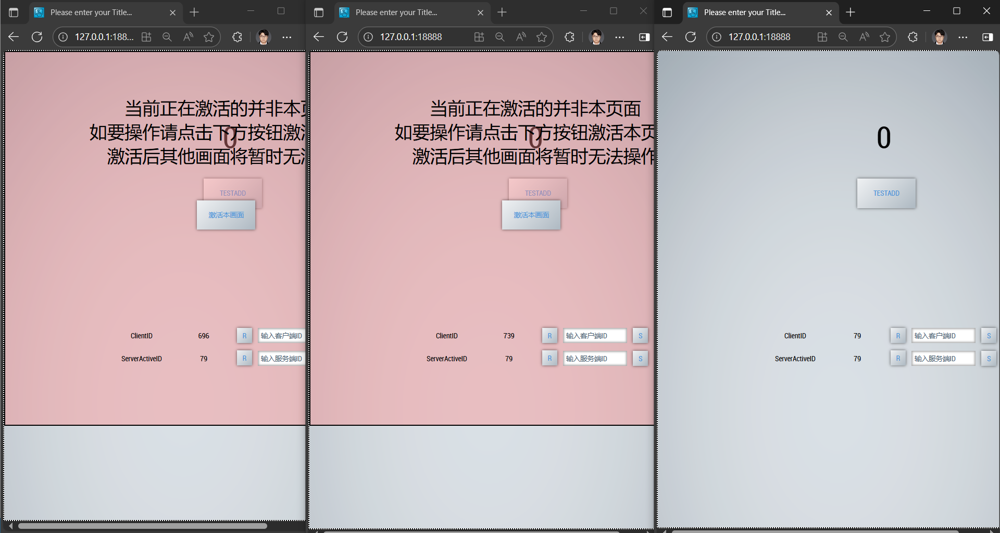 Please enter your Title...
127.0.0.1:188...
当前正在激活的并非本页
如要操作请点击下方按钮激活
0
激活后其他画面将暂时无法
TESTADD
激活本画面
ClientID 696 R 输入客户端ID
ServerActiveID 79 R 输入服务端ID
Please enter your Title...
127.0.0.1:18888
当前正在激活的并非本页面
如要操作请点击下方按钮激活本页
0
激活后其他画面将暂时无法操作
TESTADD
激活本画面
ClientID 739 R 输入客户端ID S
ServerActiveID 79 R 输入服务端ID S
Please enter your Title...
127.0.0.1:18888
0
TESTADD
ClientID 79 R 输入客户端ID S
ServerActiveID 79 R 输入服务端ID S